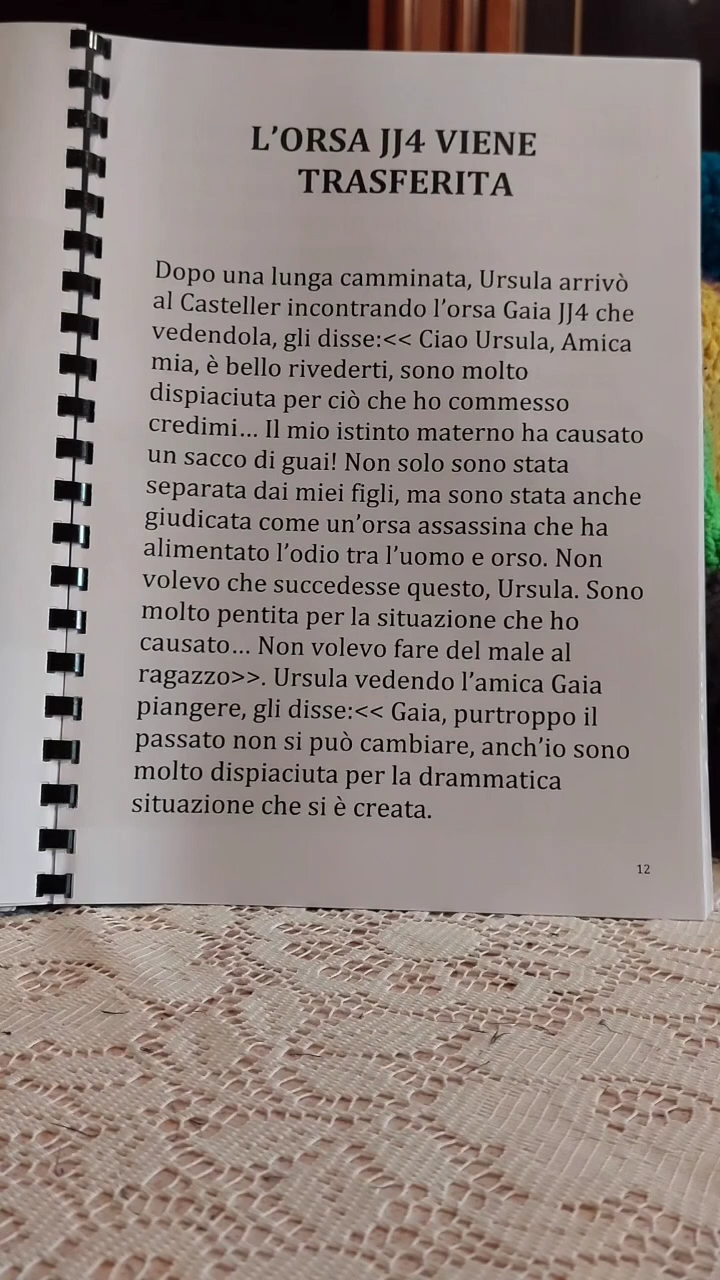 L'ORSA JJ4 VIENE
TRASFERITA
Dopo una lunga camminata, Ursula arrivò
al Casteller incontrando l'orsa Gaia JJ4 che
vedendola, gli disse:<< Ciao Ursula, Amica
mia, è bello rivederti, sono molto
dispiaciuta per ciò che ho commesso
credimi... Il mio istinto materno ha causato
un sacco di guai! Non solo sono stata
separata dai miei figli, ma sono stata anche
giudicata come un'orsa assassina che ha
alimentato l'odio tra l'uomo e orso. Non
volevo che succedesse questo, Ursula. Sono
molto pentita per la situazione che ho
causato... Non volevo fare del male al
ragazzo>>. Ursula vedendo l'amica Gaia
piangere, gli disse:<< Gaia, purtroppo il
passato non si può cambiare, anch'io sono
molto dispiaciuta per la drammatica
situazione che si è creata.
12